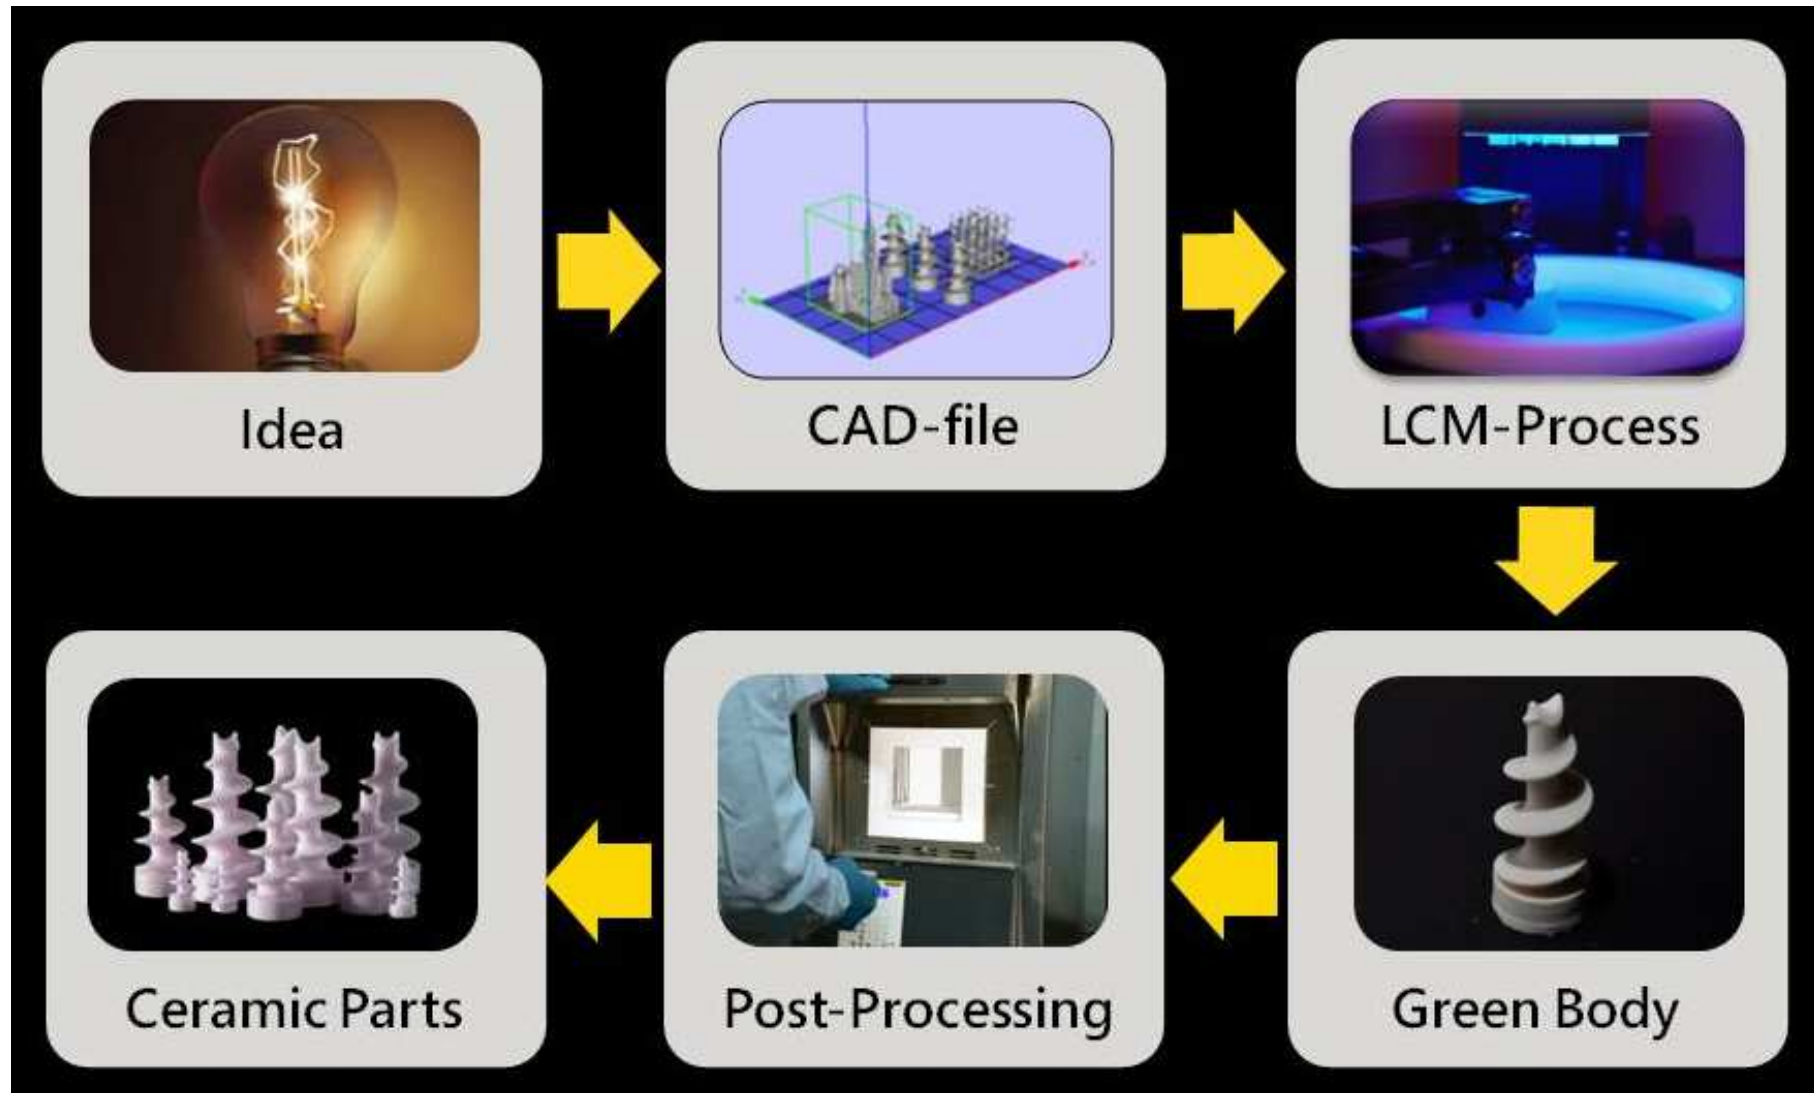 Idea
CAD-file
LCM-Process
Green Body
Post-Processing
Ceramic Parts